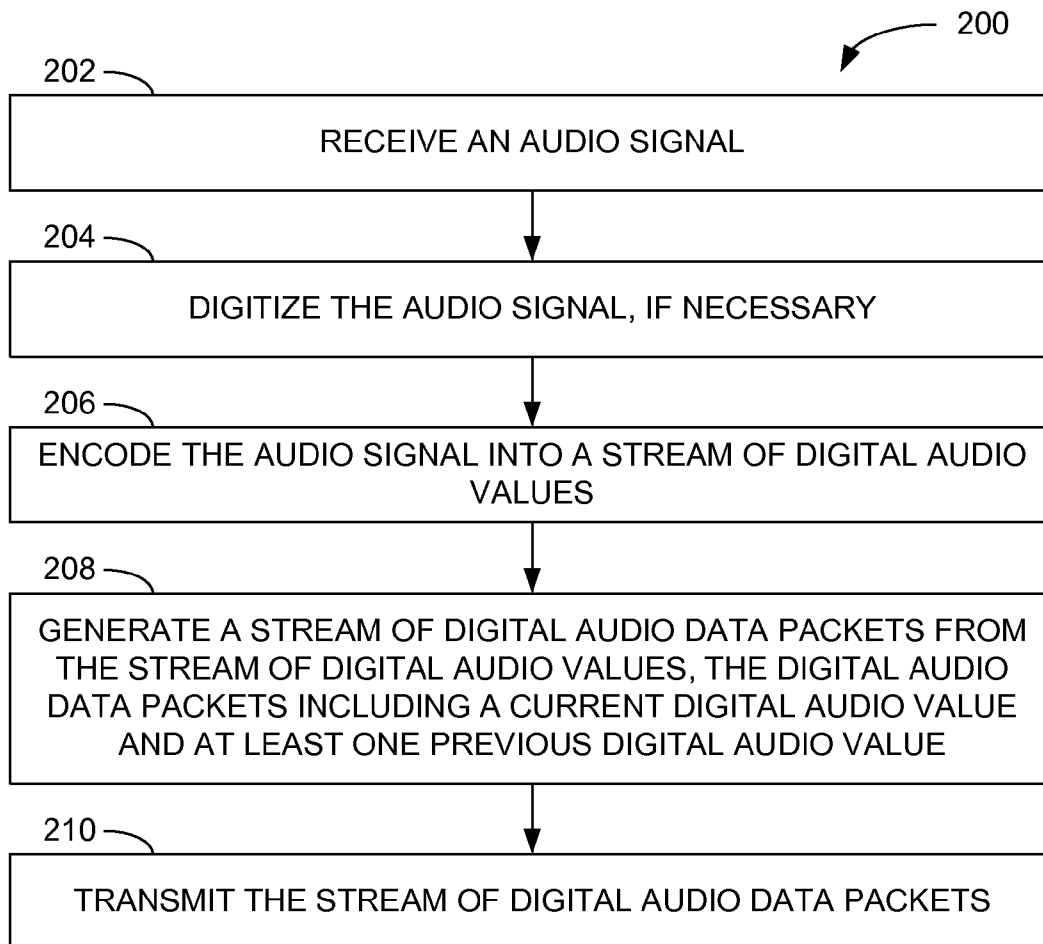 200
202
RECEIVE AN AUDIO SIGNAL
204
DIGITIZE THE AUDIO SIGNAL, IF NECESSARY
206
ENCODE THE AUDIO SIGNAL INTO A STREAM OF DIGITAL AUDIO
VALUES
208
GENERATE A STREAM OF DIGITAL AUDIO DATA PACKETS FROM
THE STREAM OF DIGITAL AUDIO VALUES, THE DIGITAL AUDIO
DATA PACKETS INCLUDING A CURRENT DIGITAL AUDIO VALUE
AND AT LEAST ONE PREVIOUS DIGITAL AUDIO VALUE
210
TRANSMIT THE STREAM OF DIGITAL AUDIO DATA PACKETS